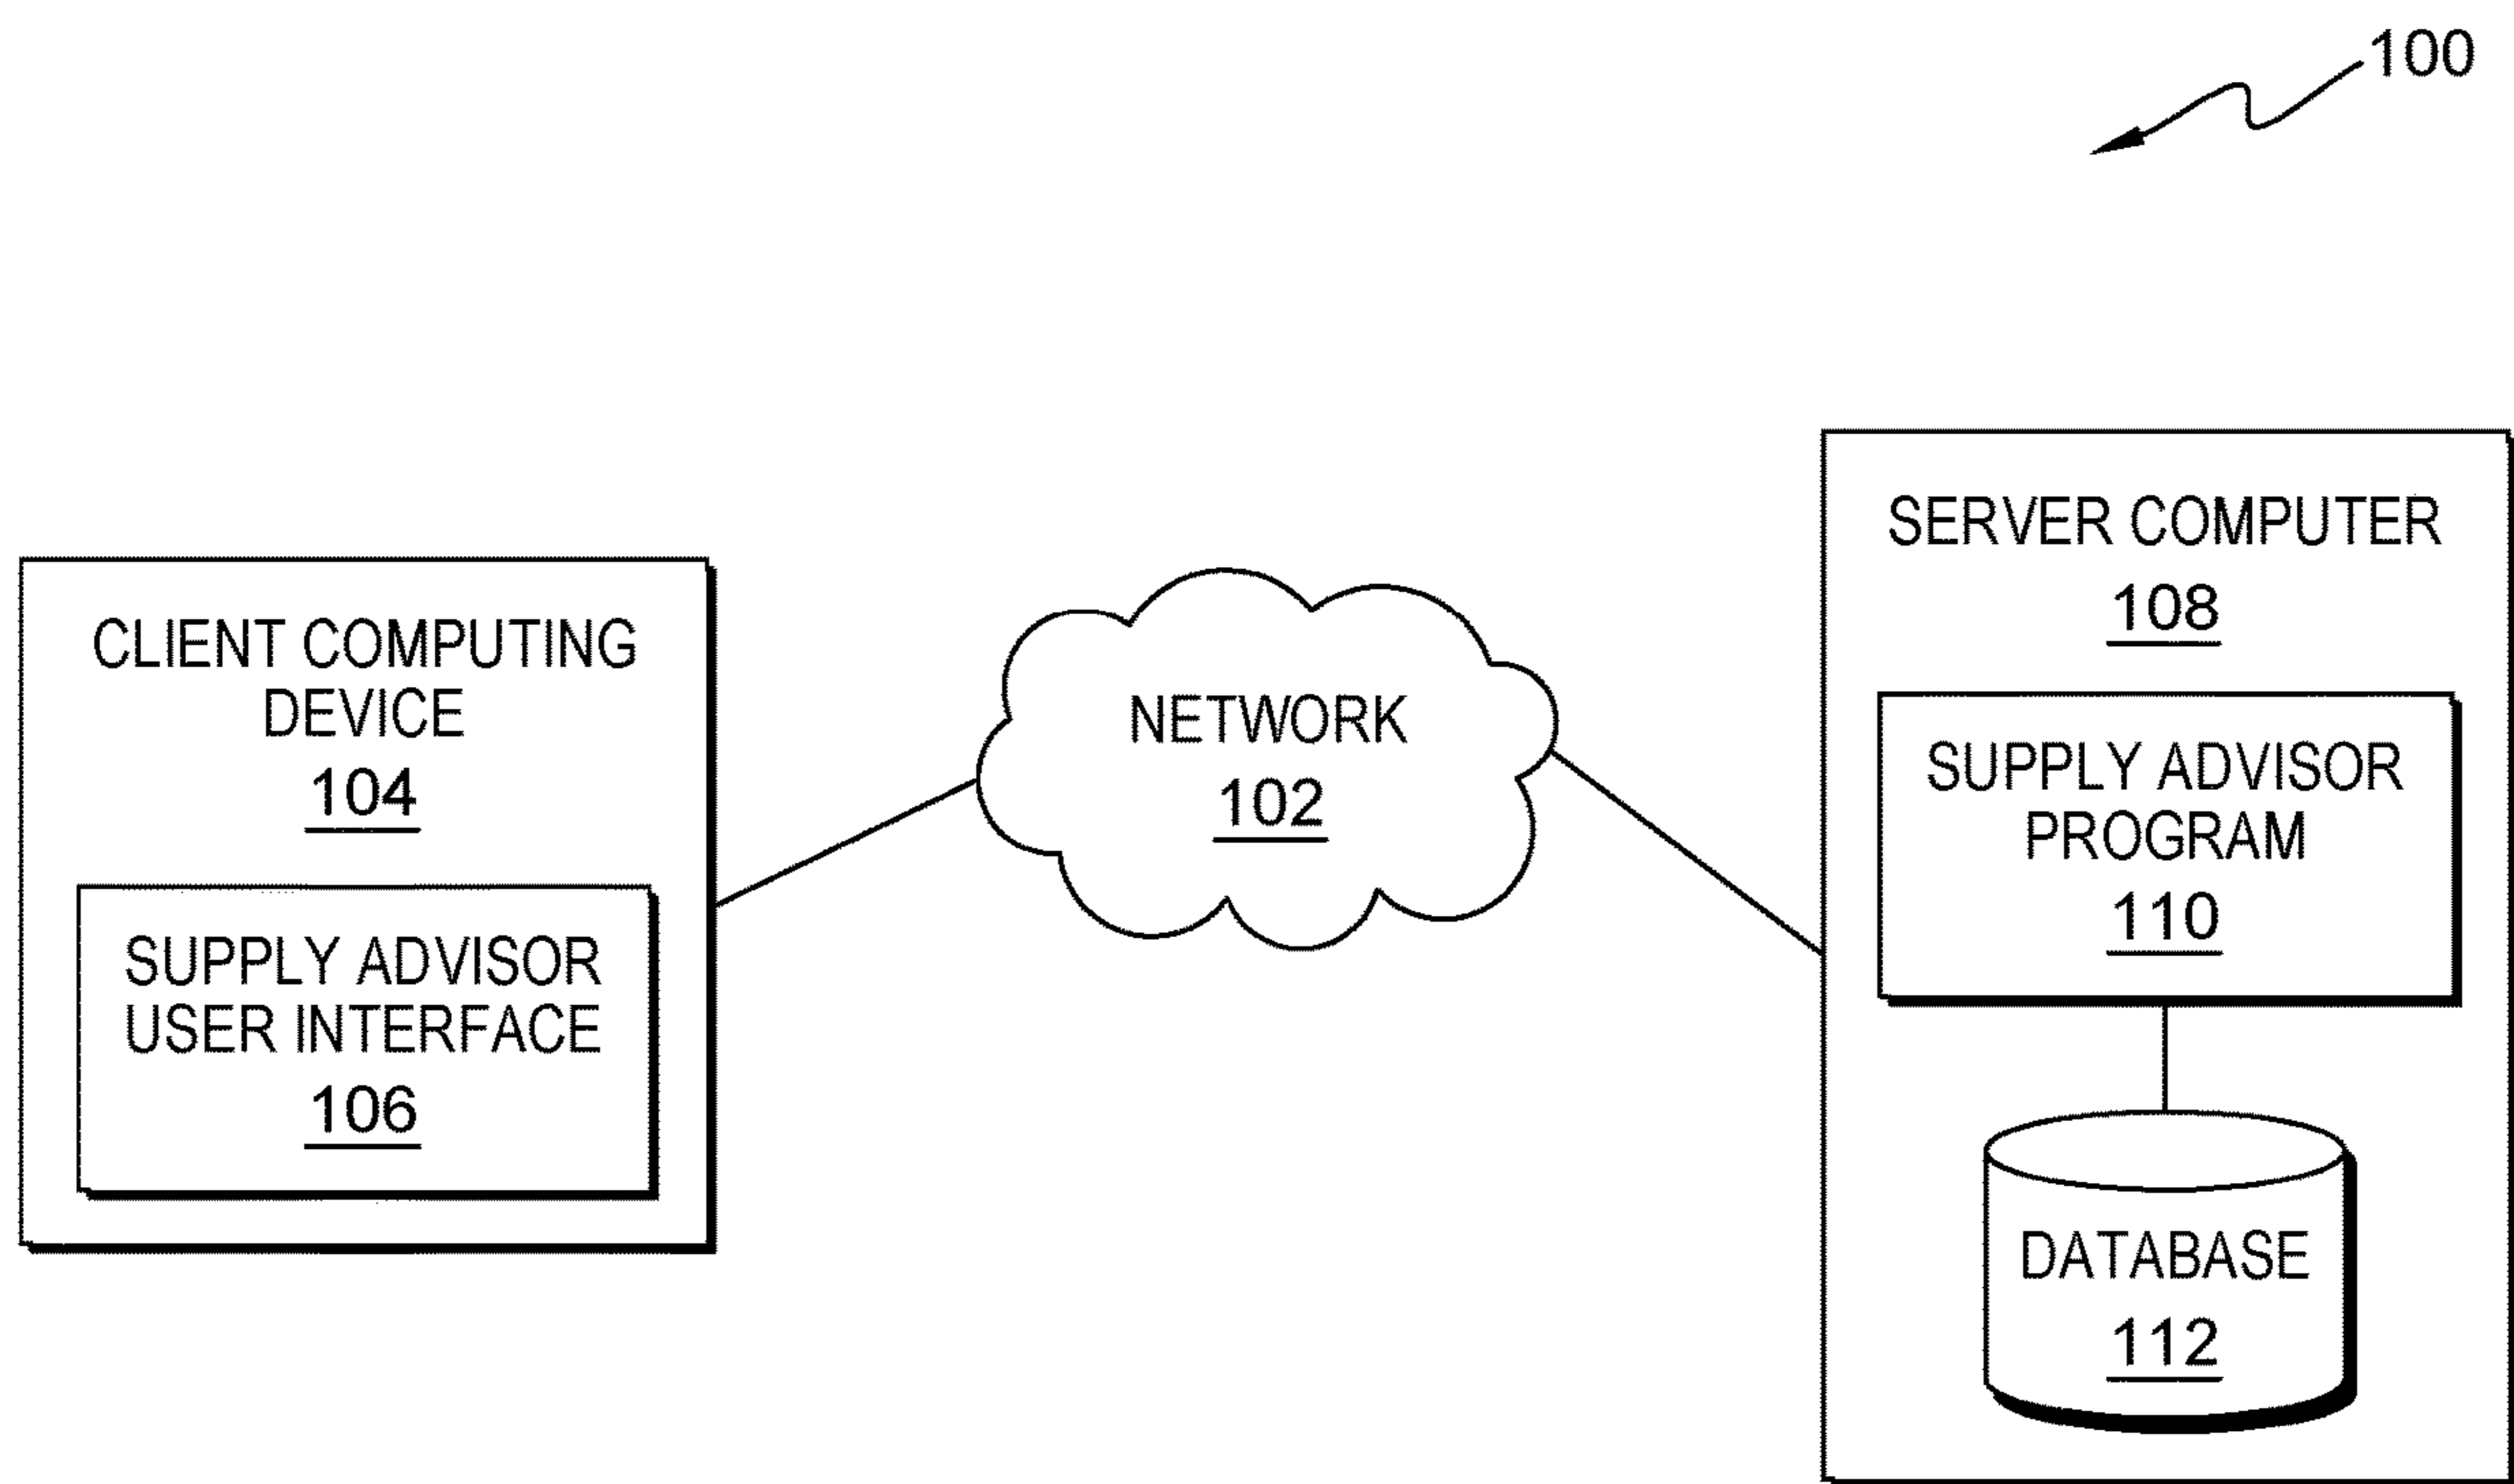 100
CLIENT COMPUTING
DEVICE
104
SUPPLY ADVISOR
USER INTERFACE
106
NETWORK
102
SERVER COMPUTER
108
SUPPLY ADVISOR
PROGRAM
110
DATABASE
112